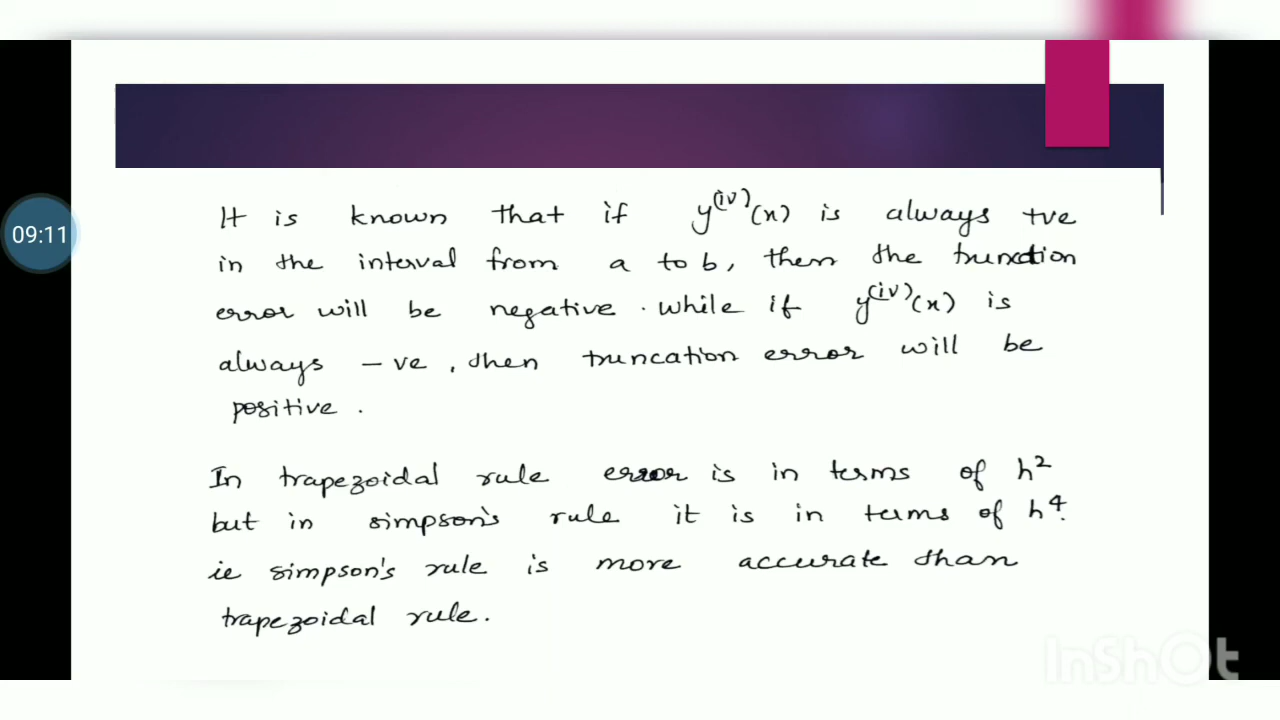 It is known that if y^(iv)(x) is always +ve
09:11
in the interval from a to b, then the truncation
error will be negative. while if y^(iv)(x) is
always -ve, then truncation error will be
positive.
In trapezoidal rule error is in terms of h²
but in simpson's rule it is in terms of h⁴.
ie simpson's rule is more accurate than
trapezoidal rule.
InShOt